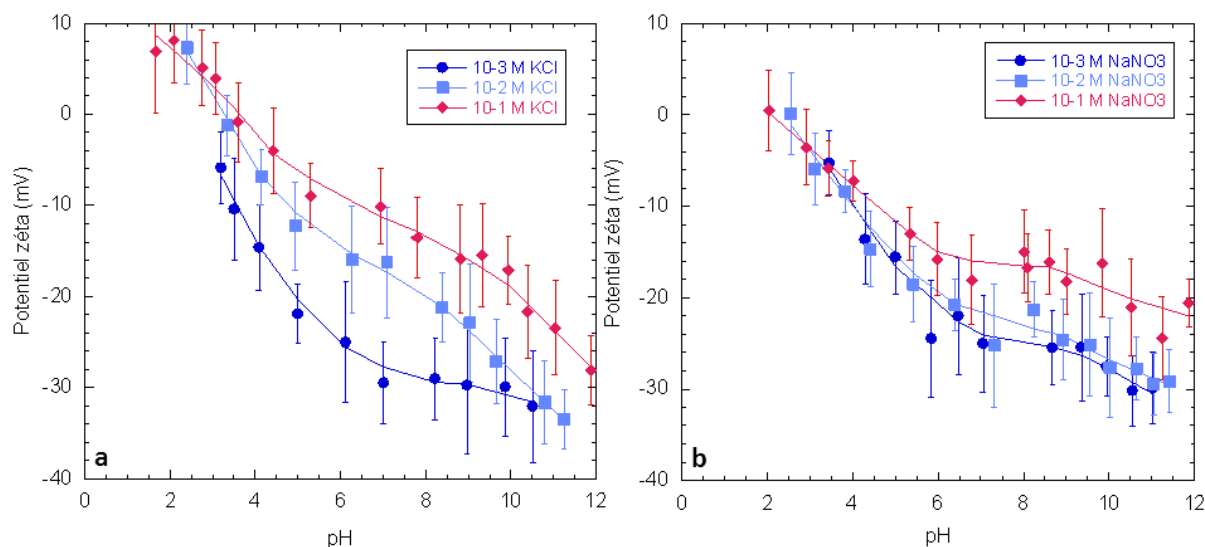 10
0
-10
-20
-30
-40
Potentiel zéta (mV)
10-3 M KCl
10-2 M KCl
10-1 M KCl
a
0
2
4
6
8
10
12
pH
10
0
-10
-20
-30
-40
Potentiel zéta (mV)
10-3 M NaNO3
10-2 M NaNO3
10-1 M NaNO3
b
0
2
4
6
8
10
12
pH